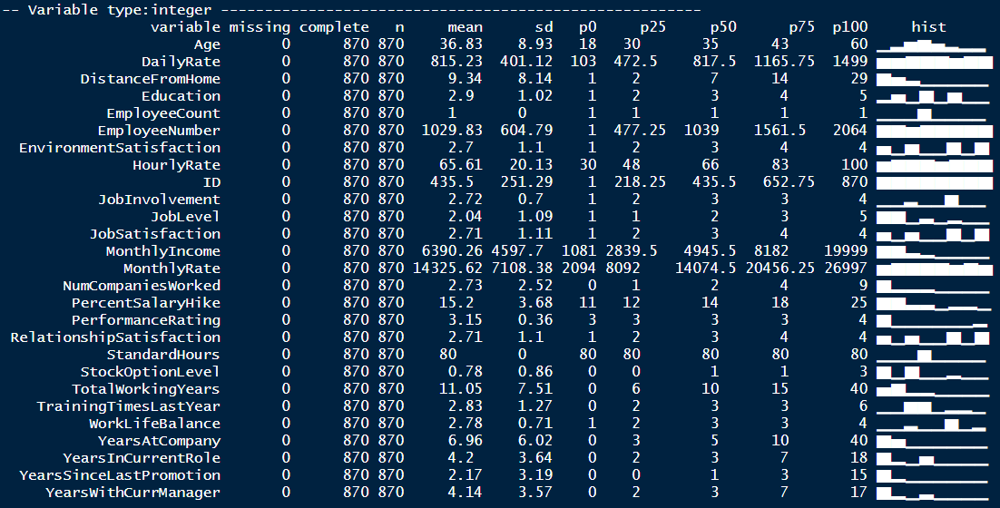 -- Variable type:integer -------------------------------------------------------
variable missing complete n mean sd p0 p25 p50 p75 p100 hist
Age 0 870 870 36.83 8.93 18 30 35 43 60
DailyRate 0 870 870 815.23 401.12 103 472.5 817.5 1165.75 1499
DistanceFromHome 0 870 870 9.34 8.14 1 2 7 14 29
Education 0 870 870 2.9 1.02 1 2 3 4 5
EmployeeCount 0 870 870 1 0 1 1 1 1 1
EmployeeNumber 0 870 870 1029.83 604.79 1 477.25 1039 1561.5 2064
EnvironmentSatisfaction 0 870 870 2.7 1.1 1 2 3 4 4
HourlyRate 0 870 870 65.61 20.13 30 48 66 83 100
ID 0 870 870 435.5 251.29 1 218.25 435.5 652.75 870
JobInvolvement 0 870 870 2.72 0.7 1 2 3 3 4
JobLevel 0 870 870 2.04 1.09 1 1 2 3 5
JobSatisfaction 0 870 870 2.71 1.11 1 2 3 4 4
MonthlyIncome 0 870 870 6390.26 4597.7 1081 2839.5 4945.5 8182 19999
MonthlyRate 0 870 870 14325.62 7108.38 2094 8092 14074.5 20456.25 26997
NumCompaniesWorked 0 870 870 2.73 2.52 0 1 2 4 9
PercentSalaryHike 0 870 870 15.2 3.68 11 12 14 18 25
PerformanceRating 0 870 870 3.15 0.36 3 3 3 3 4
RelationshipSatisfaction 0 870 870 2.71 1.1 1 2 3 4 4
StandardHours 0 870 870 80 0 80 80 80 80 80
StockOptionLevel 0 870 870 0.78 0.86 0 0 1 1 3
TotalWorkingYears 0 870 870 11.05 7.51 0 6 10 15 40
TrainingTimesLastYear 0 870 870 2.83 1.27 0 2 3 3 6
WorkLifeBalance 0 870 870 2.78 0.71 1 2 3 3 4
YearsAtCompany 0 870 870 6.96 6.02 0 3 5 10 40
YearsInCurrentRole 0 870 870 4.2 3.64 0 2 3 7 18
YearsSinceLastPromotion 0 870 870 2.17 3.19 0 0 1 3 15
YearsWithCurrManager 0 870 870 4.14 3.57 0 2 3 7 17